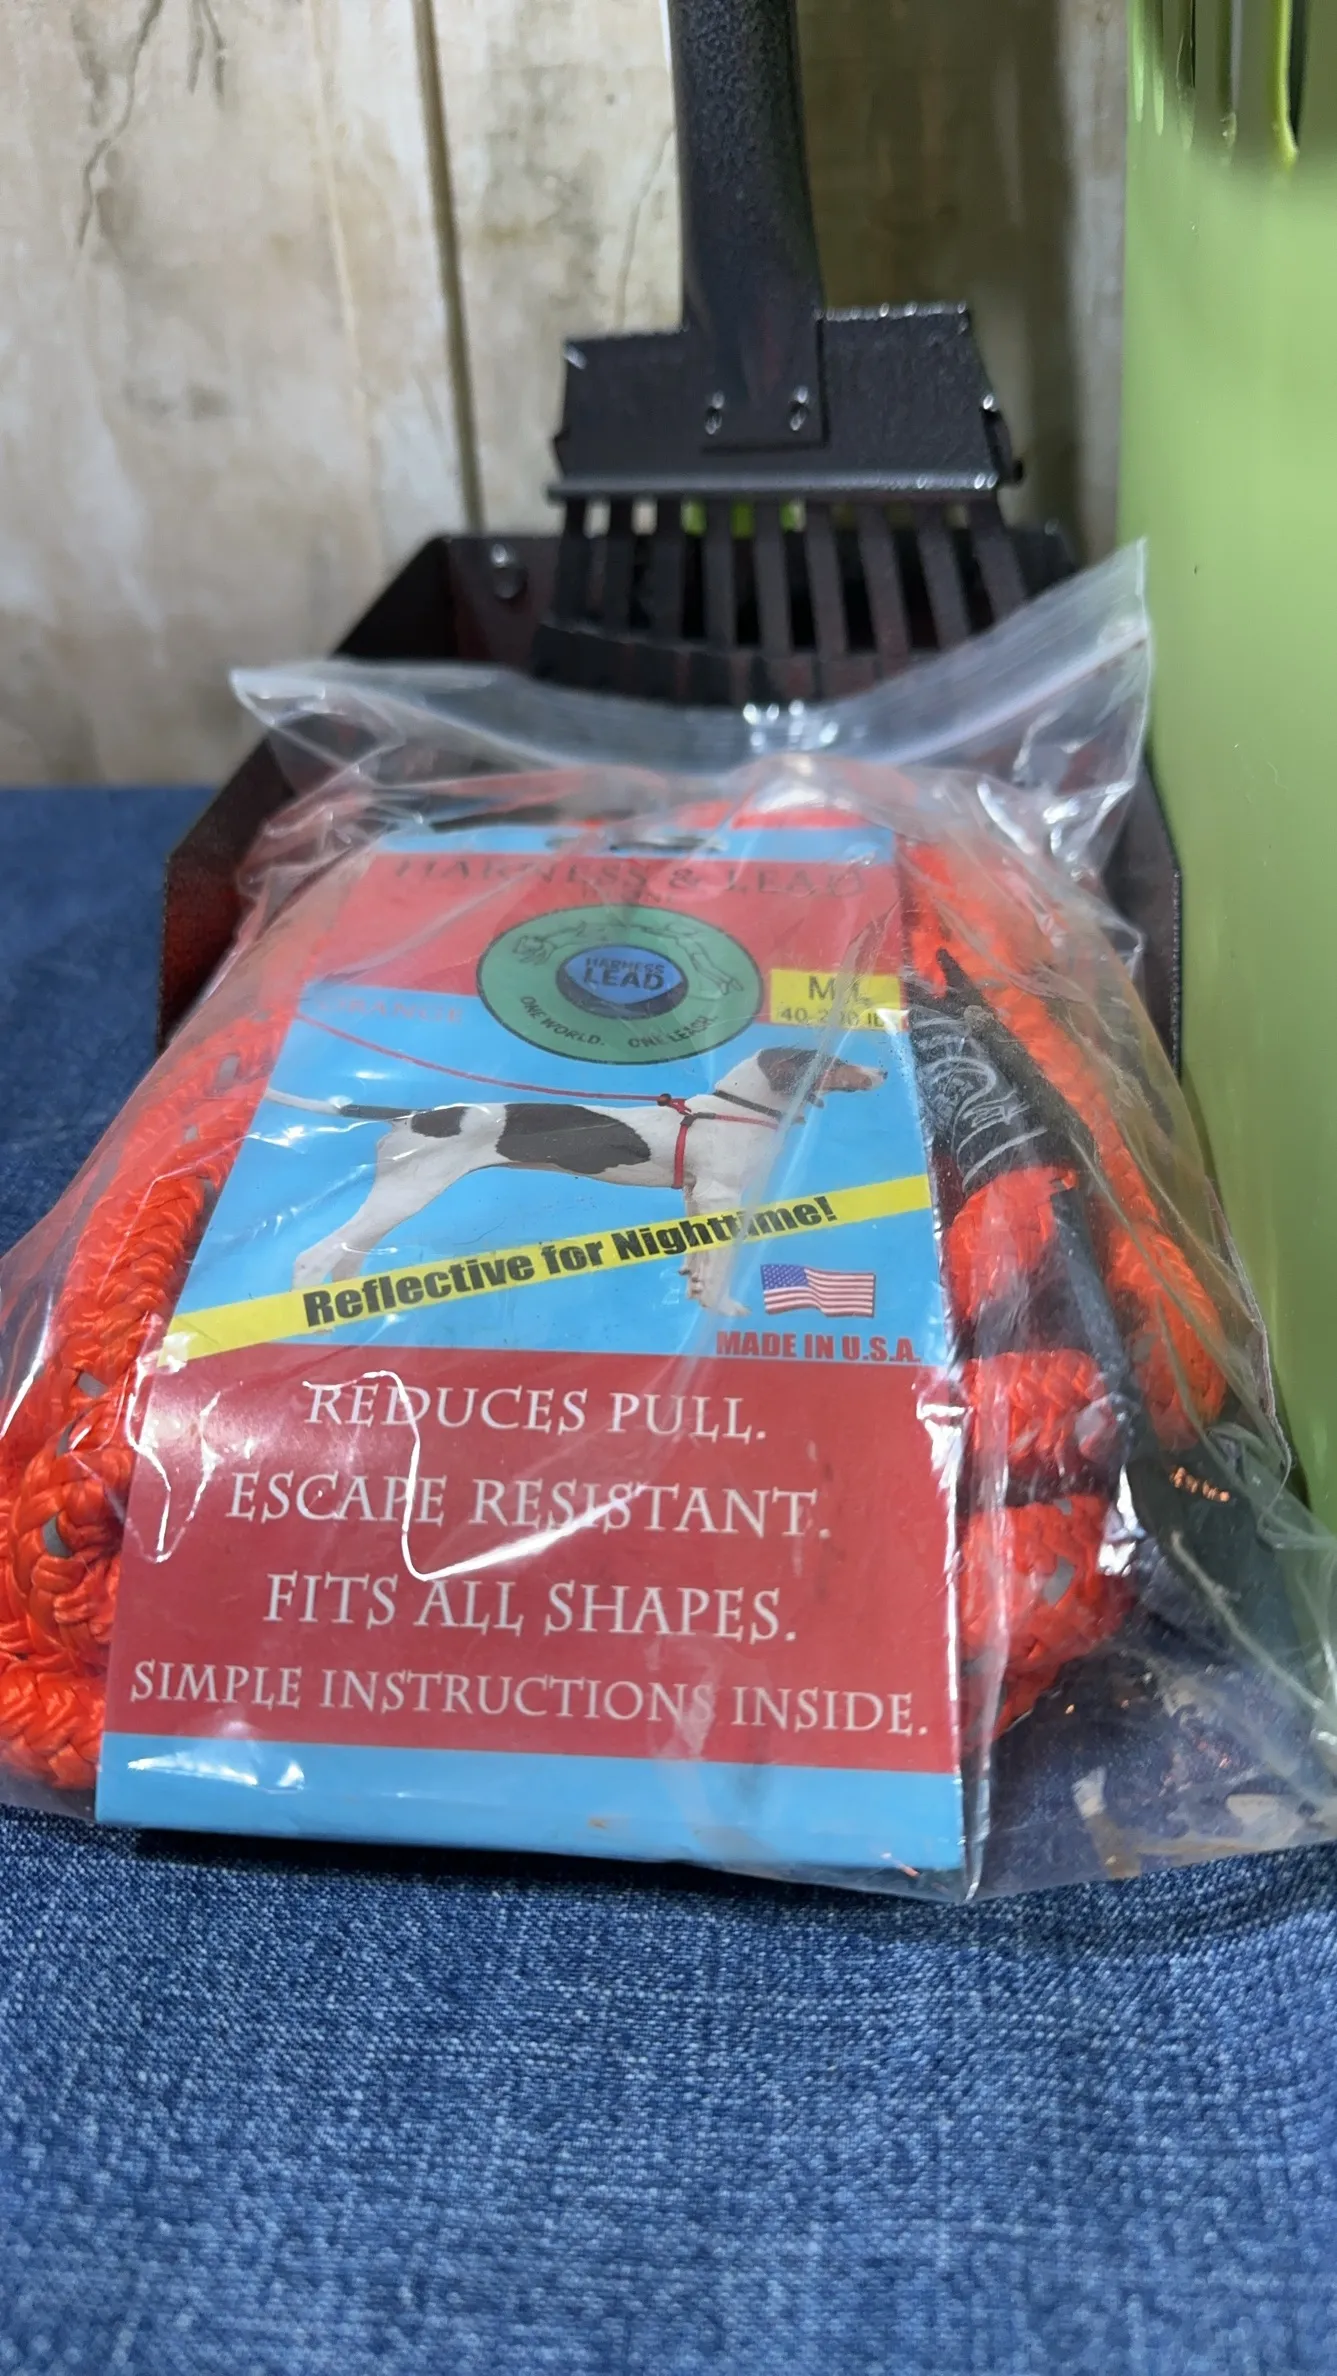 HARNESS & LEAD
HARNESS
LEAD
ONE WORLD. ONE LEASH.
ORANGE
M/L
Reflective for Nighttime!
MADE IN U.S.A.
REDUCES PULL.
ESCAPE RESISTANT.
FITS ALL SHAPES.
SIMPLE INSTRUCTIONS INSIDE.